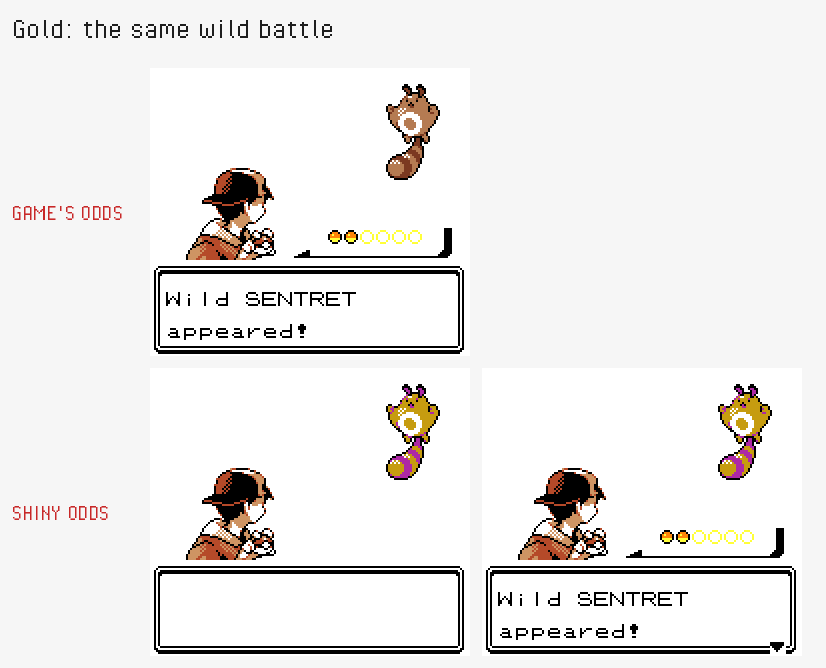 Gold: the same wild battle
GAME'S ODDS
Wild SENTRET
appeared!
SHINY ODDS
Wild SENTRET
appeared!